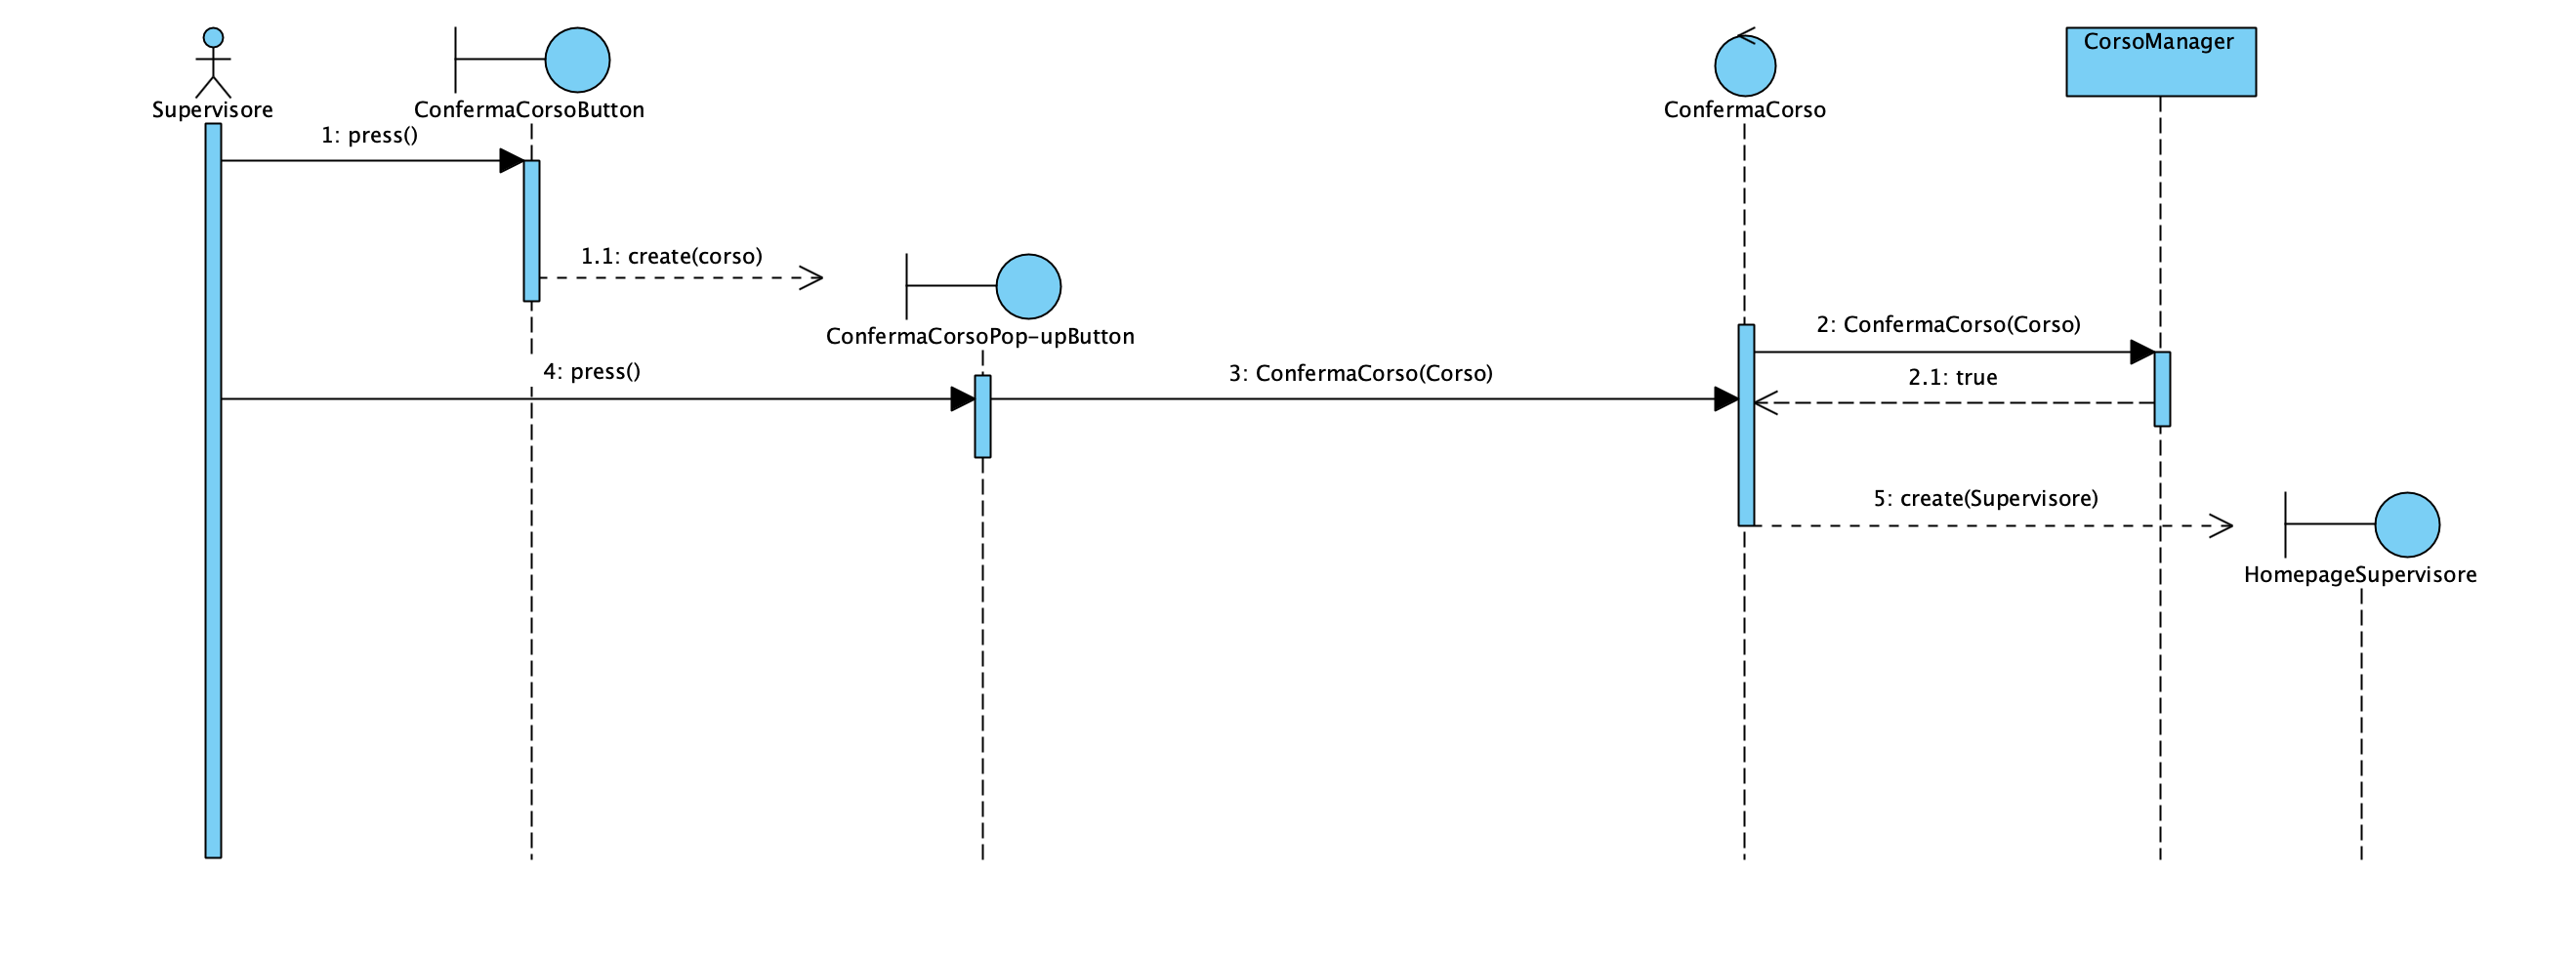 CorsoManager
Supervisore
ConfermaCorsoButton
ConfermaCorso
1: press()
1.1: create(corso)
2: ConfermaCorso(Corso)
ConfermaCorsoPop-upButton
4: press()
3: ConfermaCorso(Corso)
2.1: true
5: create(Supervisore)
HomepageSupervisore